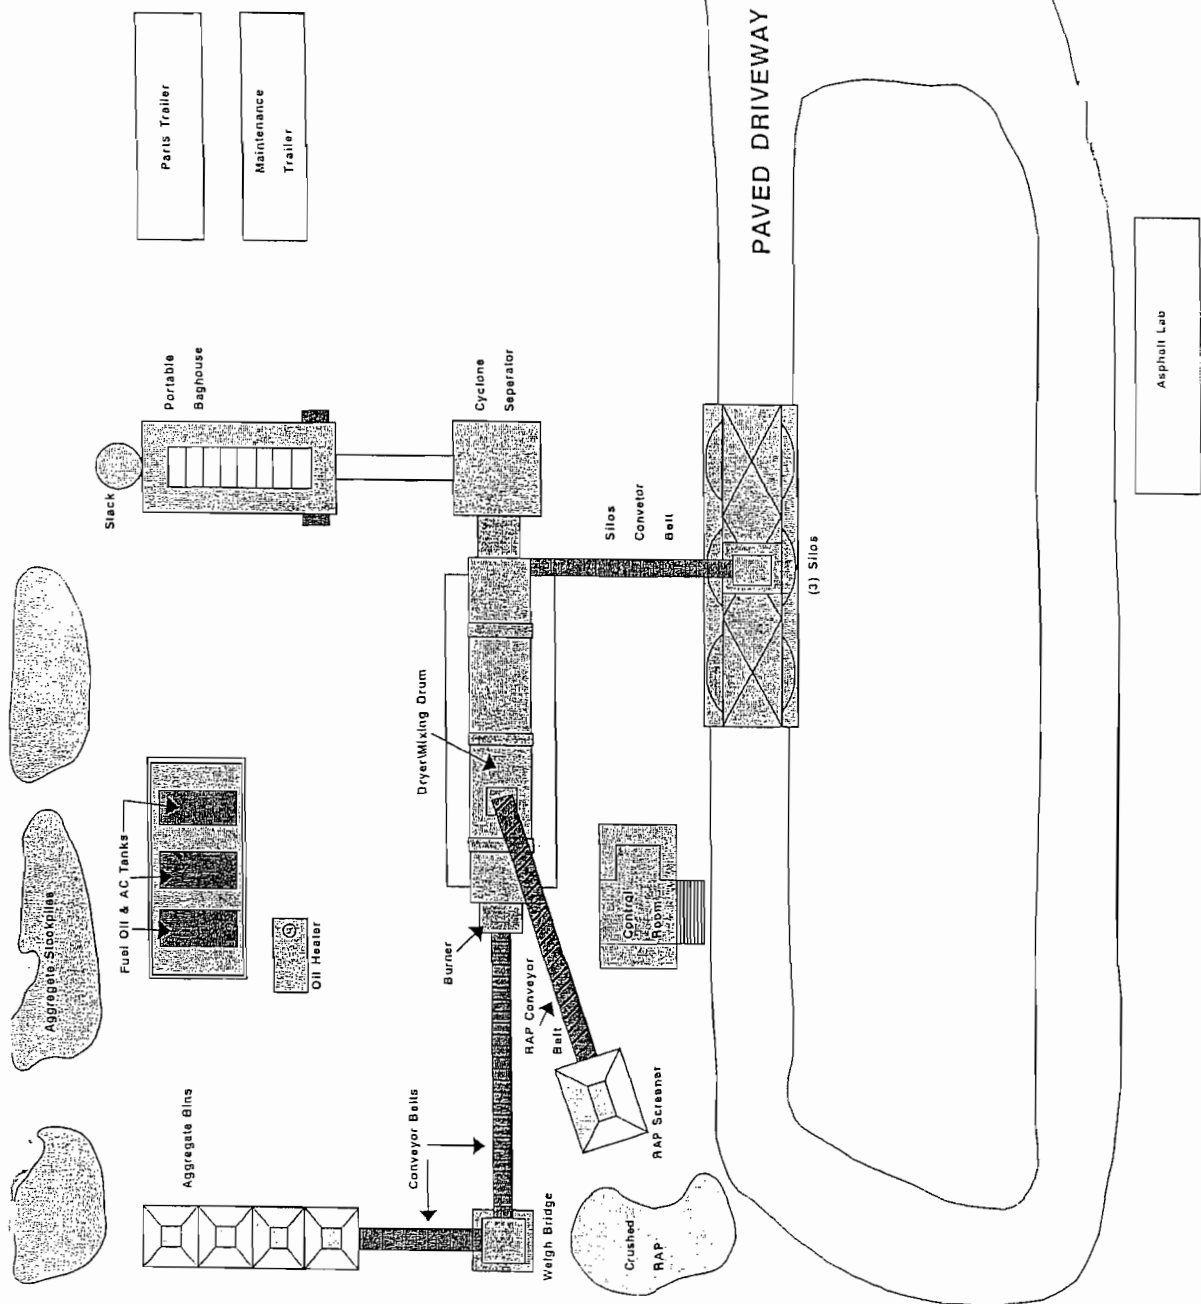 Aggregate Stockpiles
Stack
Fuel Oil & AC Tanks
Parts Trailer
Portable
Baghouse
Aggregate Bins
Maintenance
Trailer
Oil Heater
Conveyor Belts
Dryer\Mixing Drum
Burner
Cyclone
Seperator
Weigh Bridge
RAP Conveyor
Belt
Silos
Convetor
Belt
Crushed
RAP
RAP Screener
Control
Room
PAVED DRIVEWAY
(3) Silos
Asphalt Lab